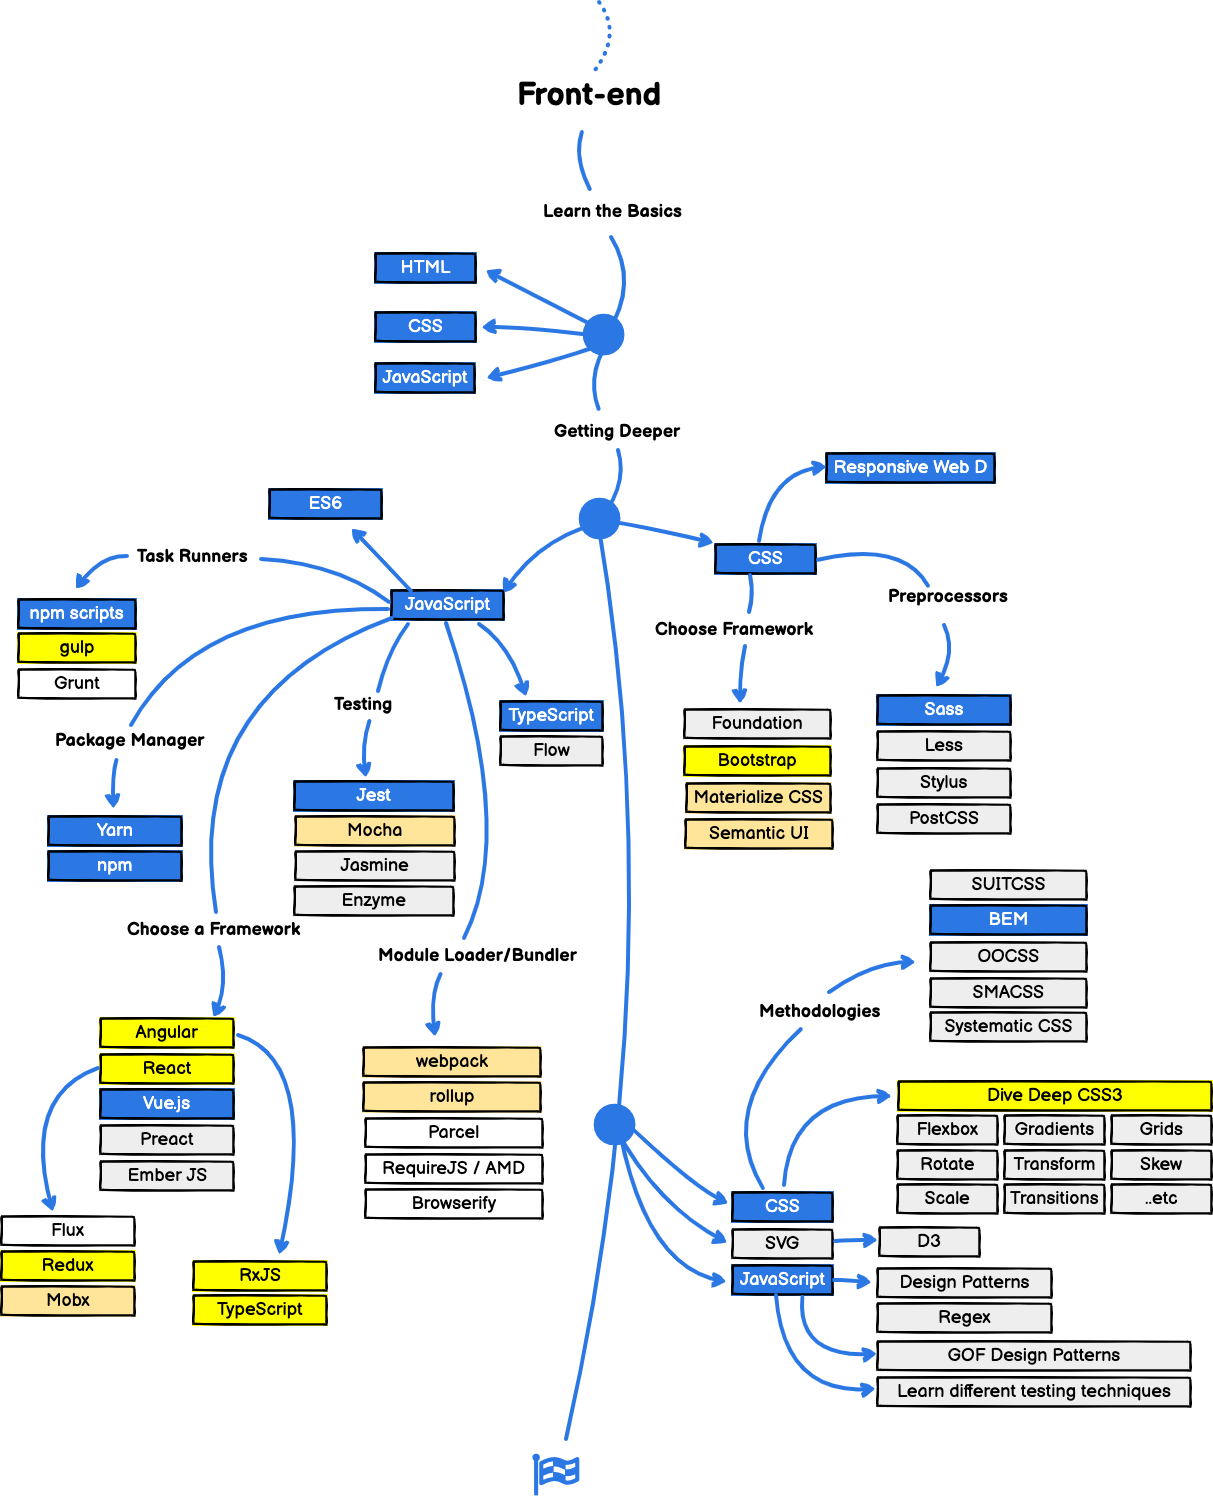 Front-end
Learn the Basics
HTML
CSS
JavaScript
Getting Deeper
Responsive Web D
ES6
Task Runners
CSS
npm scripts
gulp
Grunt
JavaScript
Preprocessors
Choose Framework
Testing
TypeScript
Flow
Foundation
Bootstrap
Materialize CSS
Semantic UI
Sass
Less
Stylus
PostCSS
Package Manager
Yarn
npm
Jest
Mocha
Jasmine
Enzyme
SUITCSS
BEM
OOCSS
SMACSS
Systematic CSS
Choose a Framework
Module Loader/Bundler
Methodologies
Angular
React
Vue.js
Preact
Ember JS
webpack
rollup
Parcel
RequireJS / AMD
Browserify
Dive Deep CSS3
Flexbox Gradients Grids
Rotate Transform Skew
Scale Transitions ..etc
Flux
Redux
Mobx
RxJS
TypeScript
CSS
SVG
JavaScript
D3
Design Patterns
Regex
GOF Design Patterns
Learn different testing techniques